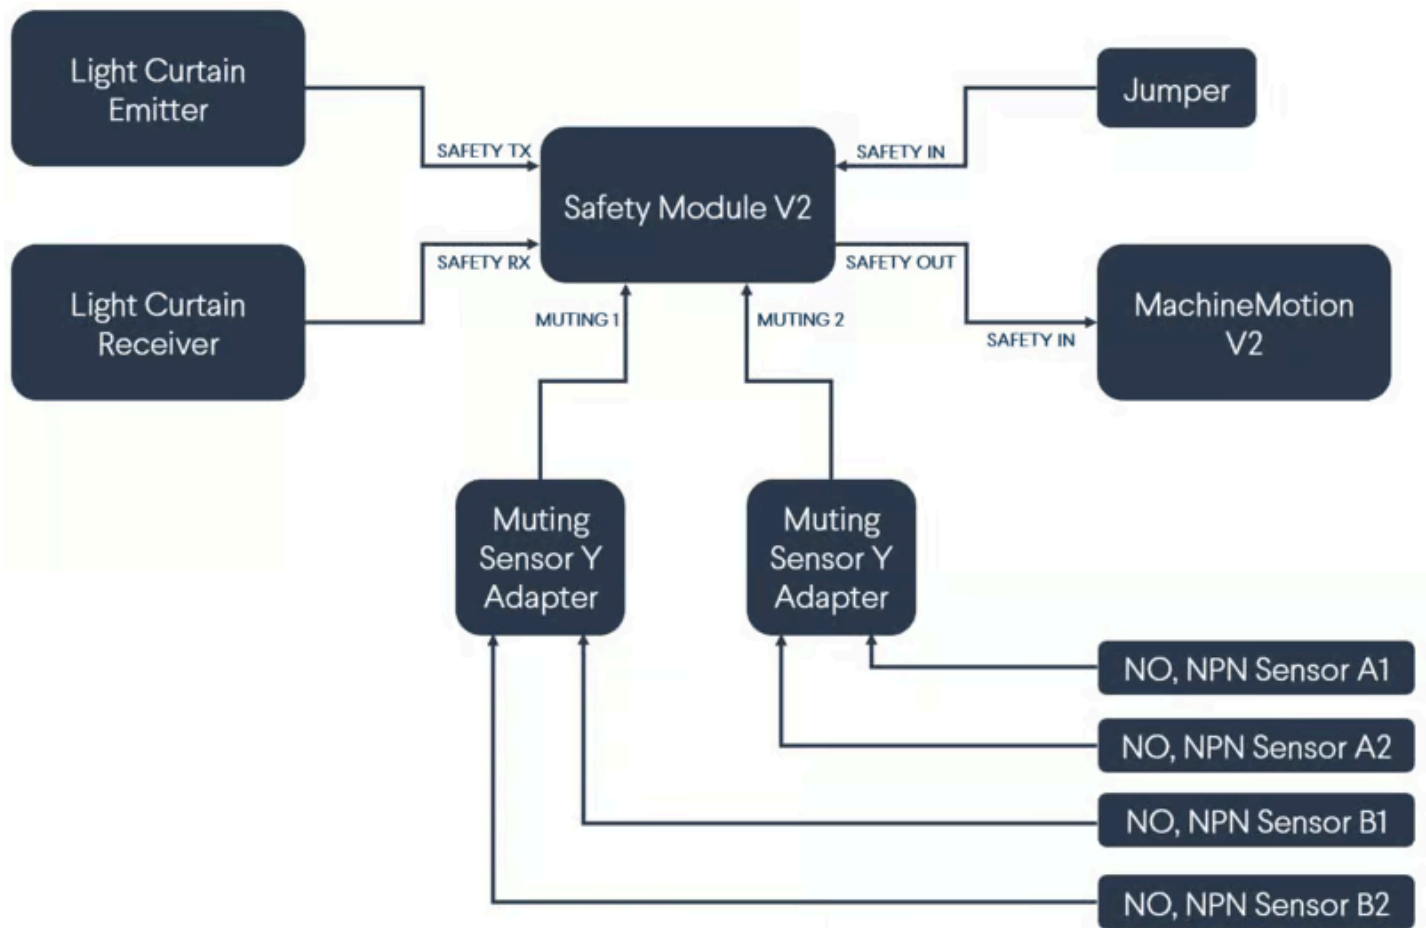 Light Curtain
Emitter
SAFETY TX
Safety Module V2
SAFETY IN
Jumper
Light Curtain
Receiver
SAFETY RX
SAFETY OUT
MachineMotion
V2
SAFETY IN
MUTING 1
MUTING 2
Muting
Sensor Y
Adapter
Muting
Sensor Y
Adapter
NO, NPN Sensor A1
NO, NPN Sensor A2
NO, NPN Sensor B1
NO, NPN Sensor B2